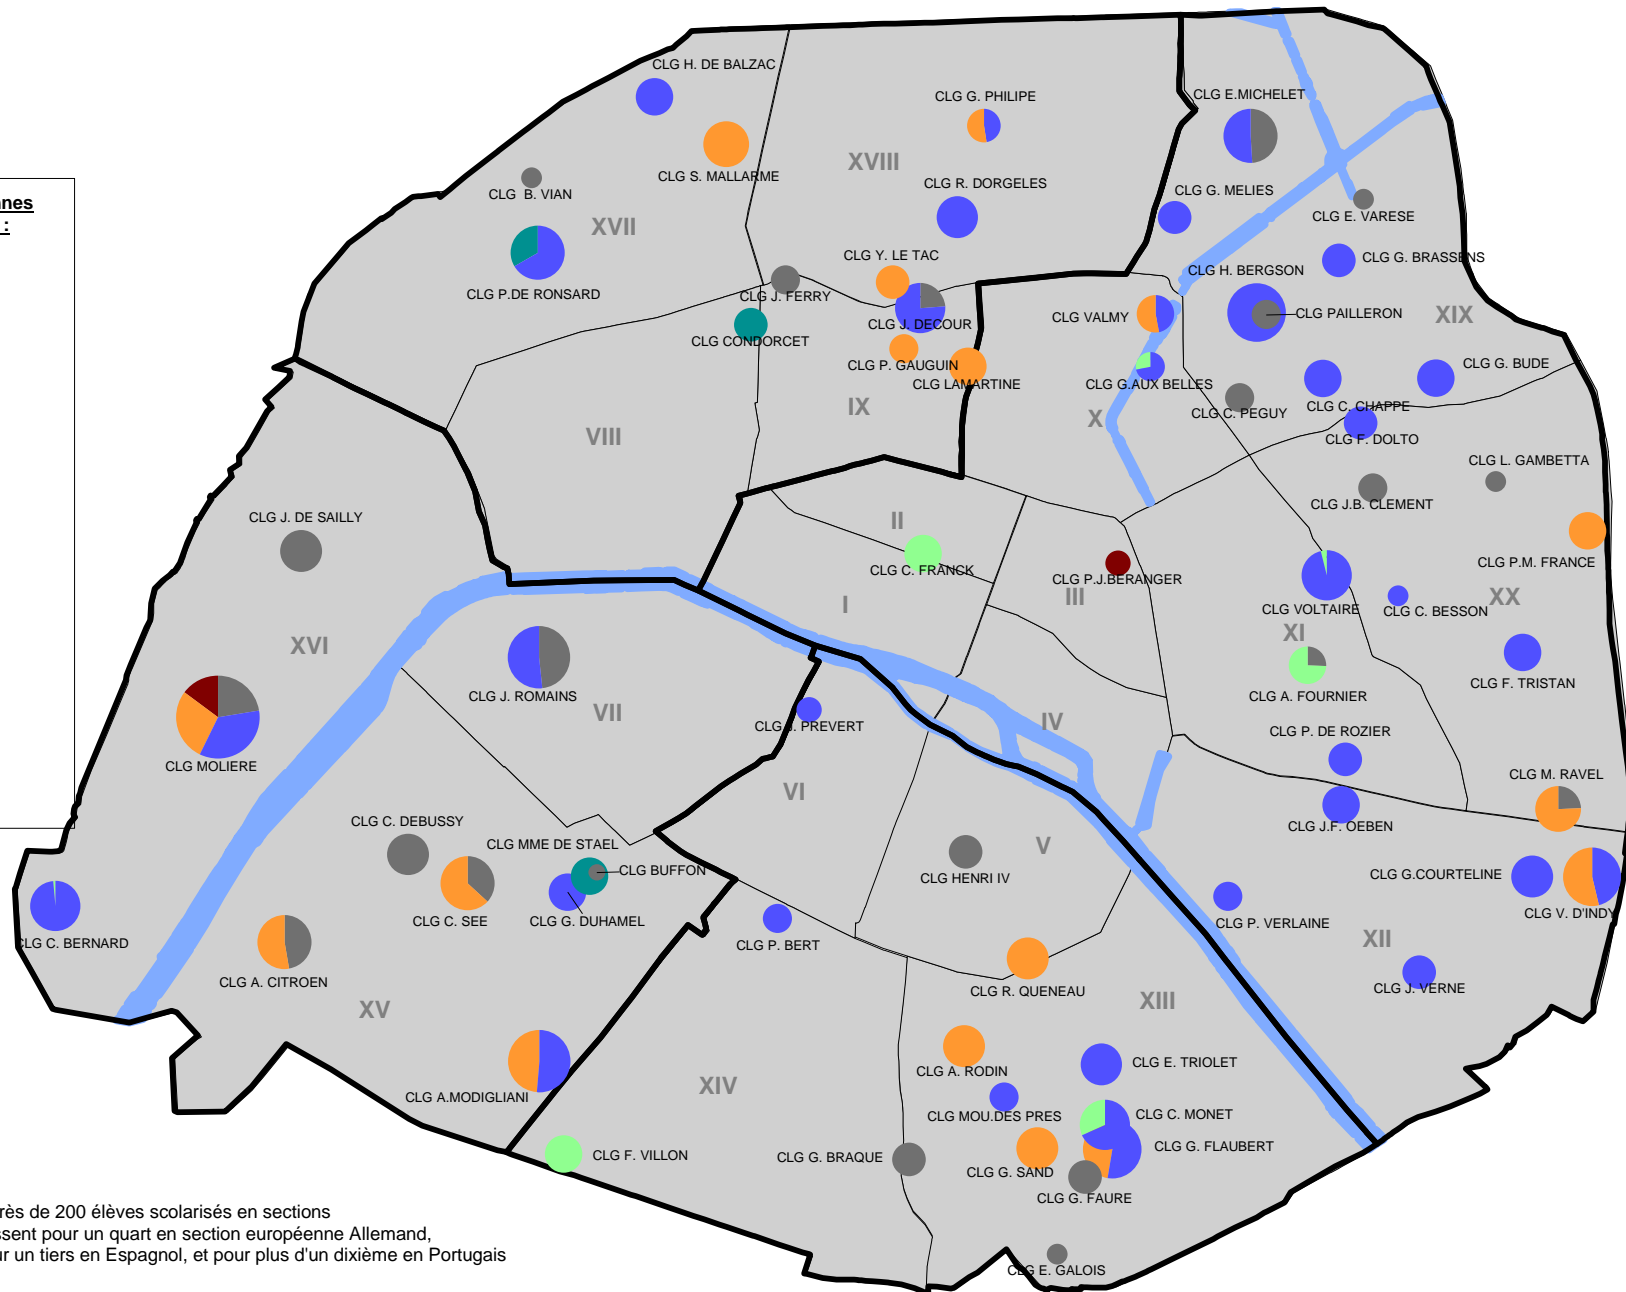 CLG H. DE BALZAC
CLG G. PHILIPE
CLG E.MICHELET
XVIII
CLG S. MALLARME
CLG B. VIAN
CLG R. DORGELES
CLG G. MELIES
CLG E. VARESE
nnes
:
XVII
CLG Y. LE TAC
CLG G. BRASSENS
CLG H. BERGSON
CLG P.DE RONSARD
CLG J. FERRY
CLG J. DECOUR
CLG VALMY
CLG PAILLERON
XIX
CLG CONDORCET
CLG P. GAUGUIN
CLG LAMARTINE
CLG G.AUX BELLES
CLG G. BUDE
IX
CLG C. PEGUY
CLG C. CHAPPE
X
VIII
CLG F. DOLTO
CLG L. GAMBETTA
CLG J.B. CLEMENT
CLG J. DE SAILLY
II
CLG C. FRANCK
CLG P.J.BERANGER
CLG P.M. FRANCE
III
I
CLG VOLTAIRE
CLG C. BESSON
XX
XI
XVI
CLG J. ROMAINS
CLG A. FOURNIER
CLG F. TRISTAN
VII
CLG J. PREVERT
IV
CLG P. DE ROZIER
CLG MOLIERE
VI
CLG M. RAVEL
CLG C. DEBUSSY
CLG MME DE STAEL
CLG BUFFON
CLG HENRI IV
V
CLG J.F. OEBEN
CLG G.COURTELINE
CLG C. SEE
CLG G. DUHAMEL
CLG P. BERT
CLG P. VERLAINE
CLG V. D'INDY
CLG C. BERNARD
XII
CLG A. CITROEN
CLG R. QUENEAU
CLG J. VERNE
XV
XIII
CLG A. RODIN
CLG E. TRIOLET
CLG A.MODIGLIANI
XIV
CLG MOU.DES PRES
CLG C. MONET
CLG F. VILLON
CLG G. BRAQUE
CLG G. SAND
CLG G. FLAUBERT
CLG G. FAURE
rès de 200 élèves scolarisés en sections
ssent pour un quart en section européenne Allemand,
ur un tiers en Espagnol, et pour plus d'un dixième en Portugais
CLG E. GALOIS